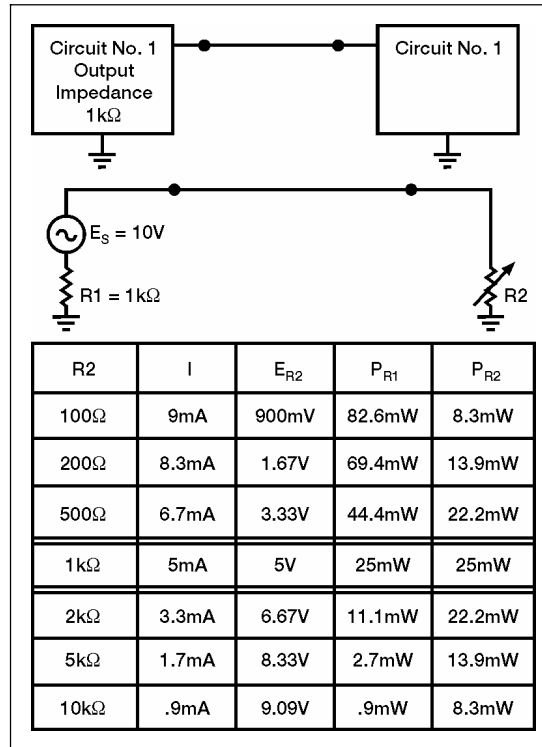 Circuit No. 1
Output
Impedance
1kΩ
Circuit No. 1
E_S = 10V
R1 = 1kΩ
R2
R2 I E_R2 P_R1 P_R2
100Ω 9mA 900mV 82.6mW 8.3mW
200Ω 8.3mA 1.67V 69.4mW 13.9mW
500Ω 6.7mA 3.33V 44.4mW 22.2mW
1kΩ 5mA 5V 25mW 25mW
2kΩ 3.3mA 6.67V 11.1mW 22.2mW
5kΩ 1.7mA 8.33V 2.7mW 13.9mW
10kΩ .9mA 9.09V .9mW 8.3mW